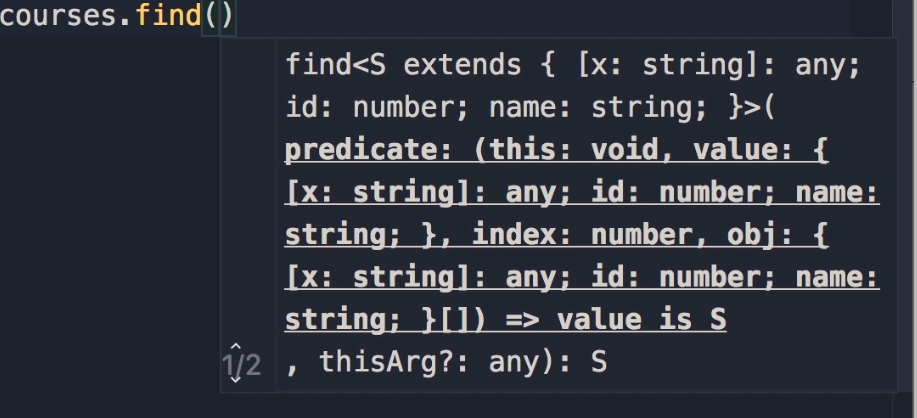 courses.find()
find<S extends { [x: string]: any;
id: number; name: string; }>(
predicate: (this: void, value: {
[x: string]: any; id: number; name:
string; }, index: number, obj: {
[x: string]: any; id: number; name:
string; }[]) => value is S
1/2 , thisArg?: any): S